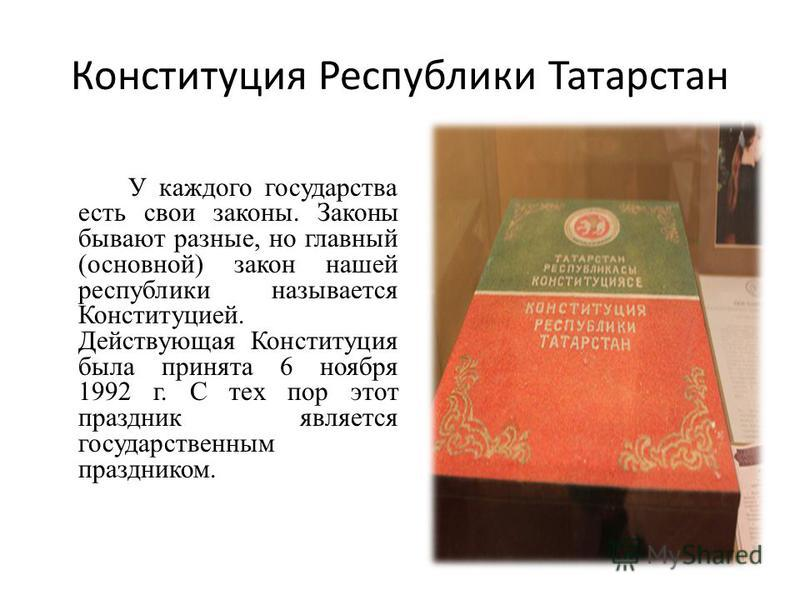 Конституция Республики Татарстан
У каждого государства
есть свои законы. Законы
бывают разные, но главный
(основной) закон нашей
республики называется
Конституцией.
Действующая Конституция
была принята 6 ноября
1992 г. С тех пор этот
праздник является
государственным
праздником.
ТАТАРСТАН
РЕСПУБЛИКАСЫ
КОНСТИТУЦИЯСЕ
КОНСТИТУЦИЯ
РЕСПУБЛИКИ
ТАТАРСТАН
MyShared